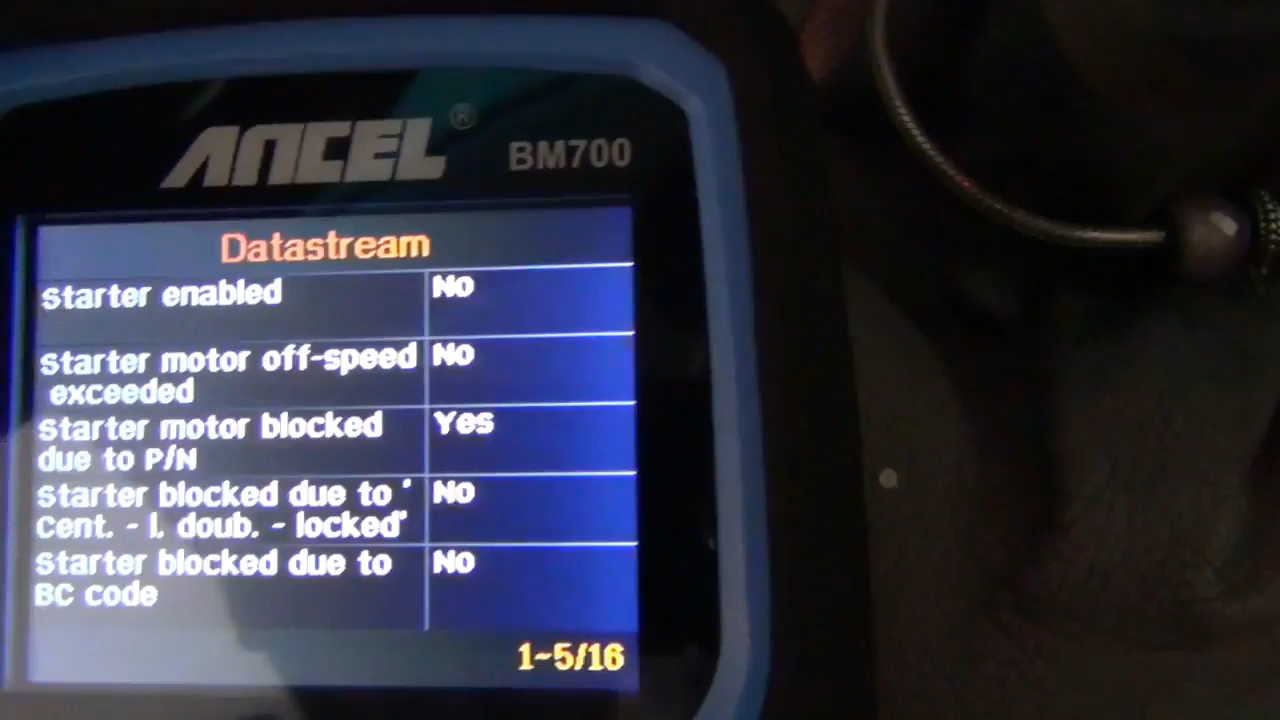 ANCEL®
BM700
Datastream
Starter enabled No
Starter motor off-speed No
exceeded
Starter motor blocked Yes
due to P/N
Starter blocked due to ' No
Cent. - l. doub. - locked'
Starter blocked due to No
BC code
1~5/16